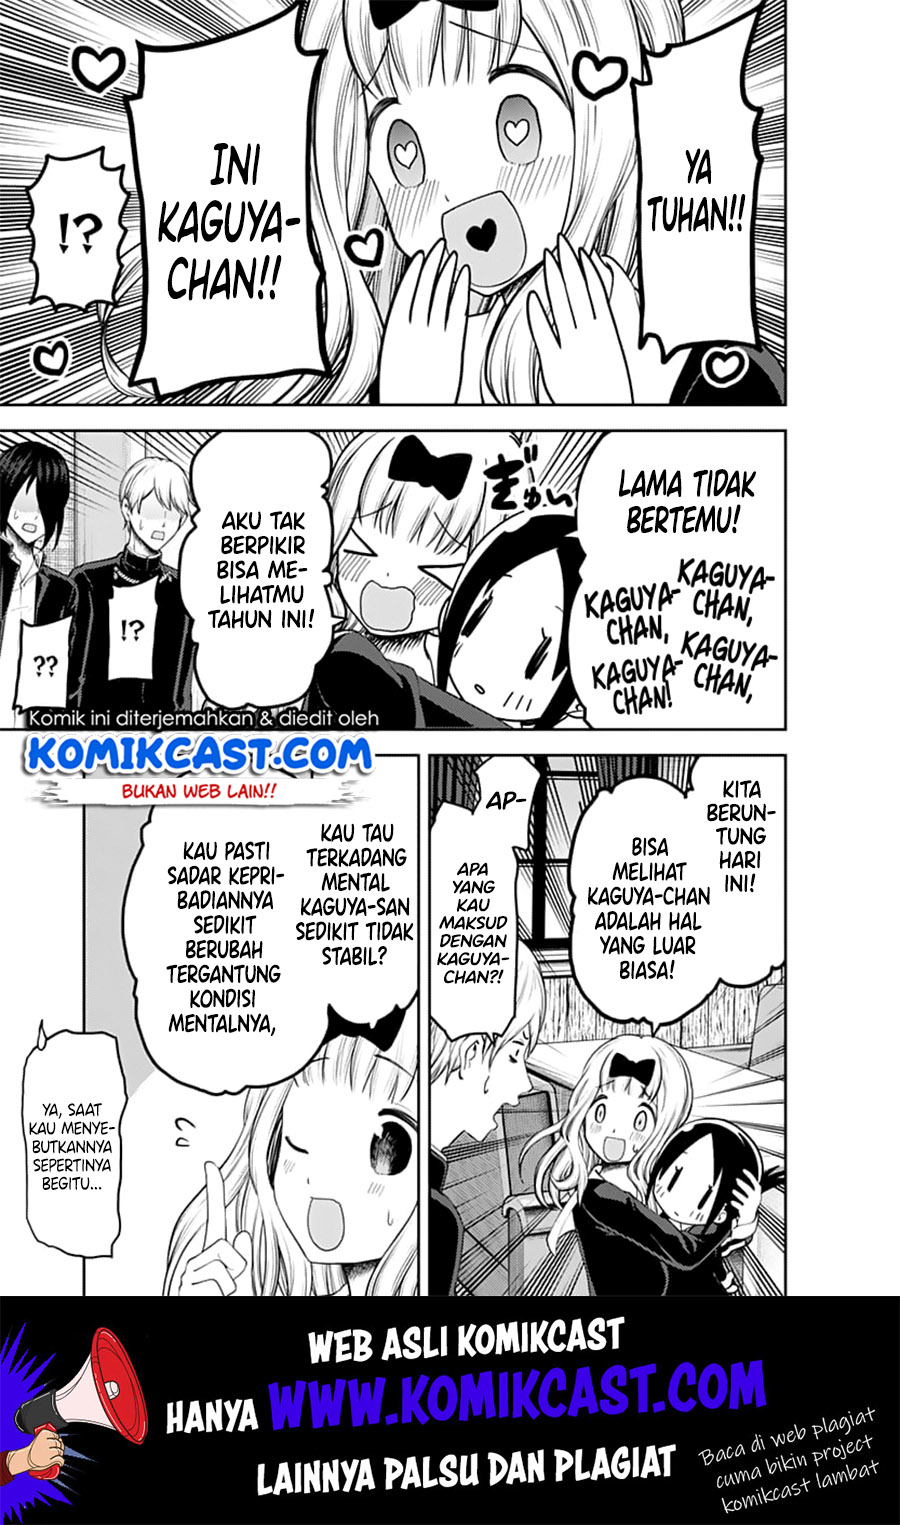 YA
TUHAN!!
INI
KAGUYA-
CHAN!!
!?
LAMA TIDAK
BERTEMU!
KAGUYA-
CHAN,
KAGUYA-
CHAN,
KAGUYA-
CHAN,
KAGUYA-
CHAN!
ぎゅぃ
AKU TAK
BERPIKIR
BISA ME-
LIHATMU
TAHUN INI!
!?
??
Komik ini diterjemahkan & diedit oleh
KOMIKCAST.COM
BUKAN WEB LAIN!!
KITA
BERUN-
TUNG
HARI
INI!
BISA
MELIHAT
KAGUYA-CHAN
ADALAH HAL
YANG LUAR
BIASA!
AP-
APA
YANG
KAU
MAKSUD
DENGAN
KAGUYA-
CHAN?!
KAU TAU
TERKADANG
MENTAL
KAGUYA-SAN
SEDIKIT TIDAK
STABIL?
KAU PASTI
SADAR KEPRI-
BADIANNYA
SEDIKIT
BERUBAH
TERGANTUNG
KONDISI
MENTALNYA,
YA, SAAT
KAU MENYE-
BUTKANNYA
SEPERTINYA
BEGITU...
WEB ASLI KOMIKCAST
HANYA WWW.KOMIKCAST.COM
LAINNYA PALSU DAN PLAGIAT
Baca di web plagiat
cuma bikin project
komikcast lambat